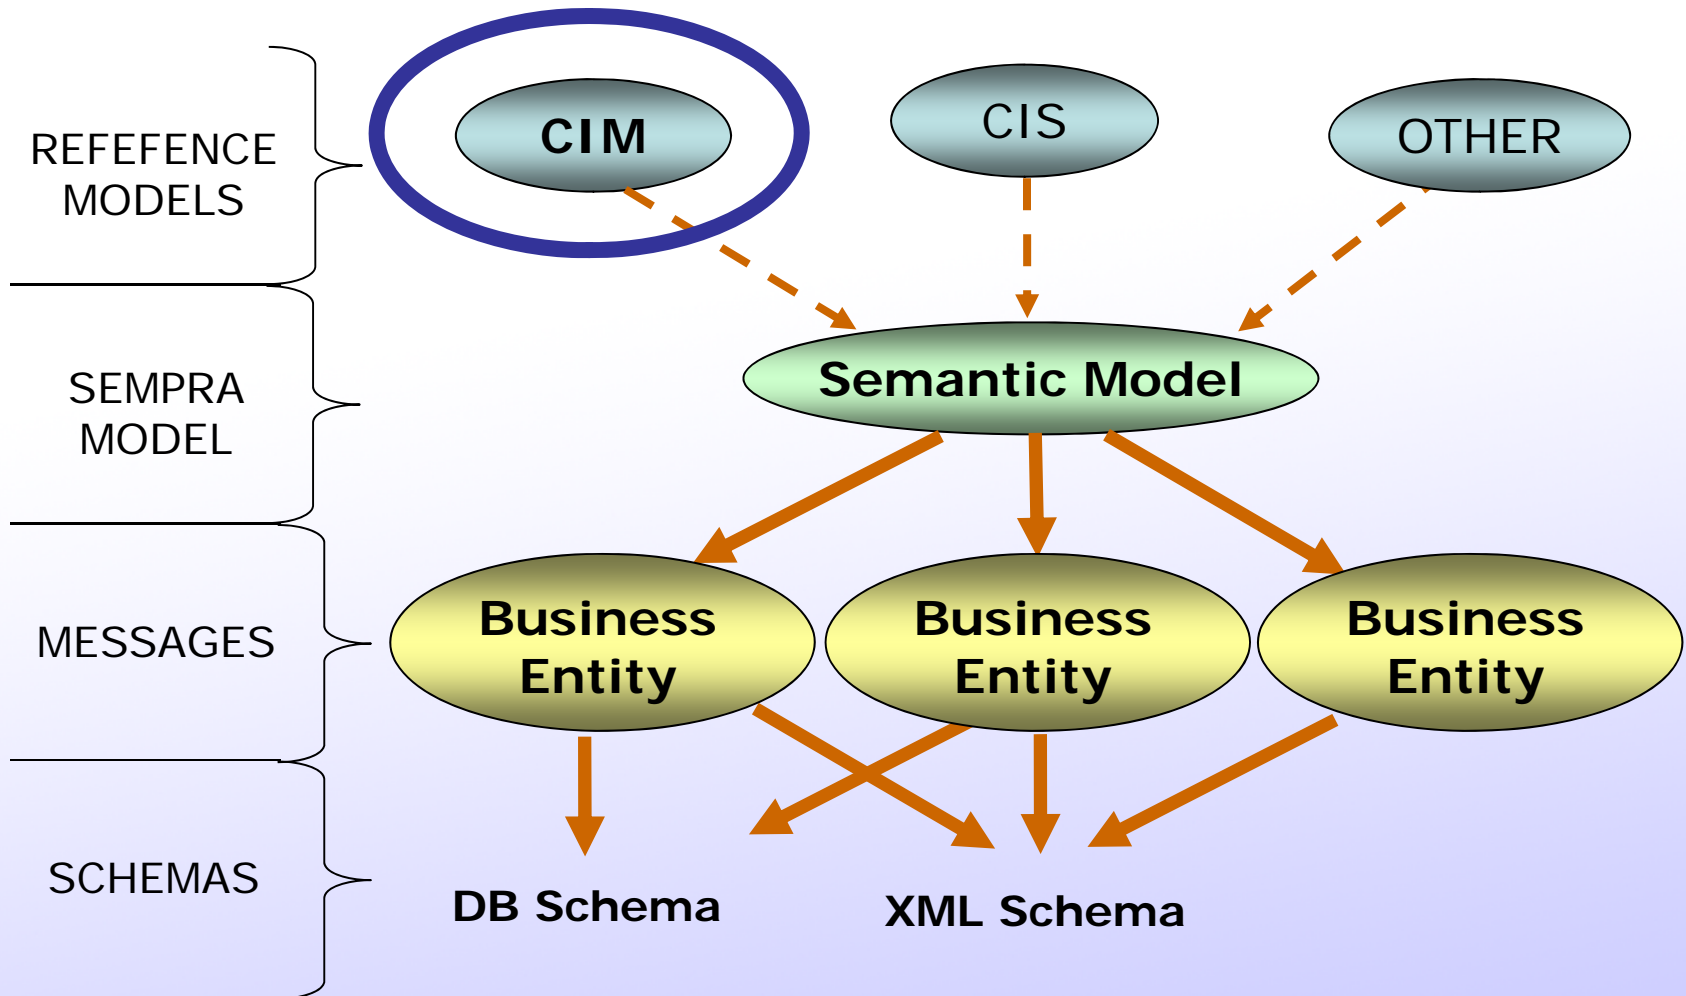 REFEFENCE
MODELS
CIM
CIS
OTHER
SEMPRA
MODEL
Semantic Model
MESSAGES
Business
Entity
Business
Entity
Business
Entity
SCHEMAS
DB Schema
XML Schema